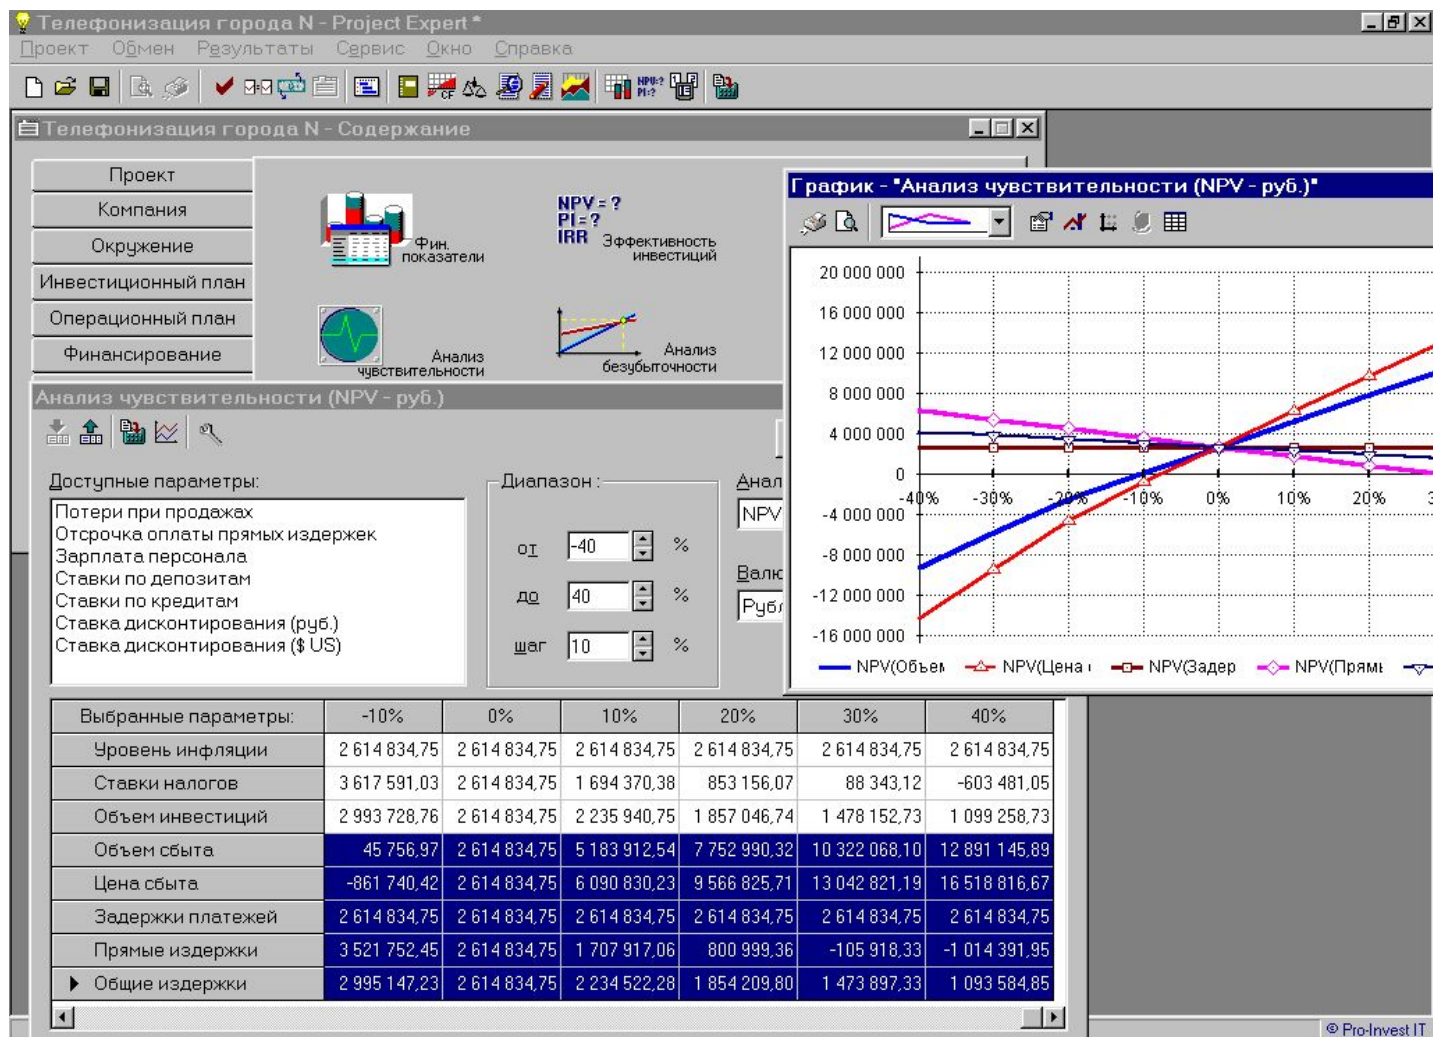 Телефонизация города N - Project Expert *
Проект Обмен Результаты Сервис Окно Справка
CF NPV=? PI=?
Телефонизация города N - Содержание
Проект
Компания
Окружение
Инвестиционный план
Операционный план
Финансирование
Фин. показатели
NPV = ?
PI = ?
IRR
Эффективность инвестиций
Анализ чувствительности
Анализ безубыточности
График - "Анализ чувствительности (NPV - руб.)"
20 000 000
16 000 000
12 000 000
8 000 000
4 000 000
0
-40% -30% -20% -10% 0% 10% 20% 3
-4 000 000
-8 000 000
-12 000 000
-16 000 000
NPV(Объем NPV(Цена NPV(Задер NPV(Прямы
Анализ чувствительности (NPV - руб.)
Доступные параметры:
Потери при продажах
Отсрочка оплаты прямых издержек
Зарплата персонала
Ставки по депозитам
Ставки по кредитам
Ставка дисконтирования (руб.)
Ставка дисконтирования ($ US)
Диапазон :
от -40 %
до 40 %
шаг 10 %
Анал
NPV
Валю
Рубл
Выбранные параметры: -10% 0% 10% 20% 30% 40%
Уровень инфляции 2 614 834,75 2 614 834,75 2 614 834,75 2 614 834,75 2 614 834,75 2 614 834,75
Ставки налогов 3 617 591,03 2 614 834,75 1 694 370,38 853 156,07 88 343,12 -603 481,05
Объем инвестиций 2 993 728,76 2 614 834,75 2 235 940,75 1 857 046,74 1 478 152,73 1 099 258,73
Объем сбыта 45 756,97 2 614 834,75 5 183 912,54 7 752 990,32 10 322 068,10 12 891 145,89
Цена сбыта -861 740,42 2 614 834,75 6 090 830,23 9 566 825,71 13 042 821,19 16 518 816,67
Задержки платежей 2 614 834,75 2 614 834,75 2 614 834,75 2 614 834,75 2 614 834,75 2 614 834,75
Прямые издержки 3 521 752,45 2 614 834,75 1 707 917,06 800 999,36 -105 918,33 -1 014 391,95
Общие издержки 2 995 147,23 2 614 834,75 2 234 522,28 1 854 209,80 1 473 897,33 1 093 584,85
© Pro-Invest IT